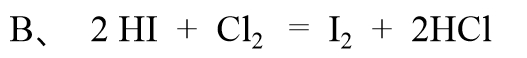 B、 2 HI + Cl₂ = I₂ + 2HCl